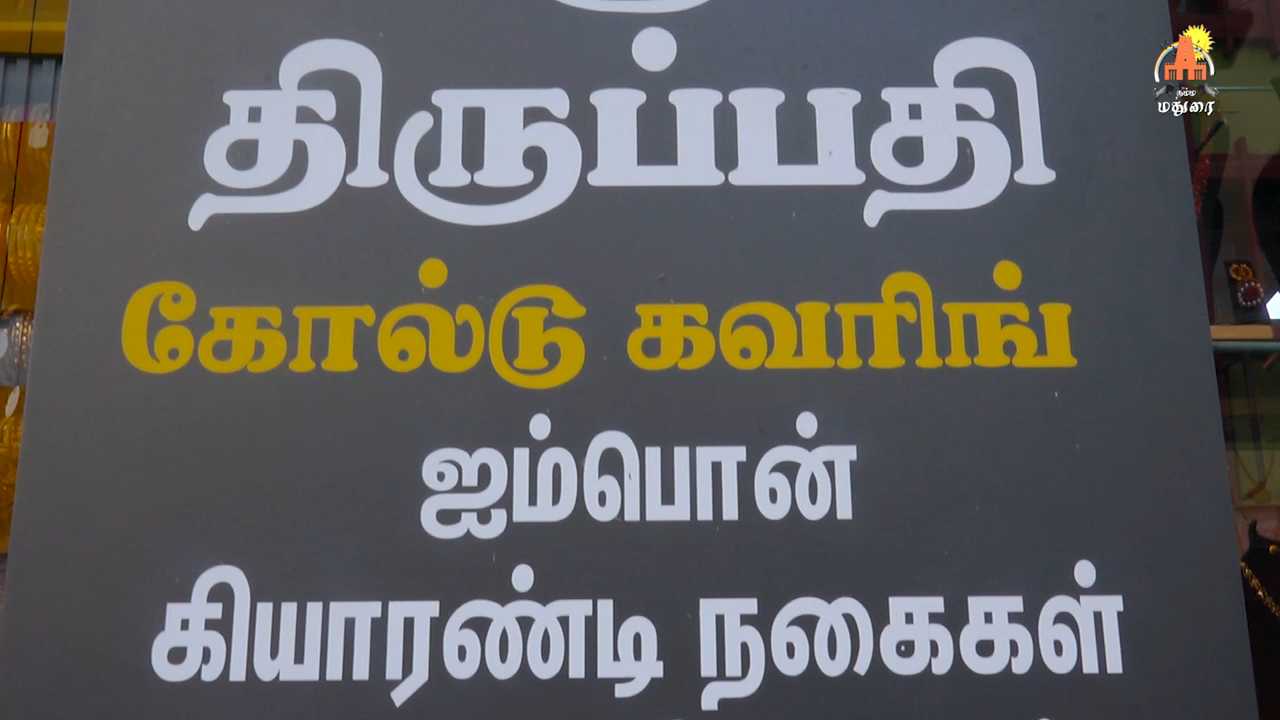 திருப்பதி
கோல்டு கவரிங்
ஐம்பொன்
கியாரண்டி நகைகள்
நம்ம
மதுரை